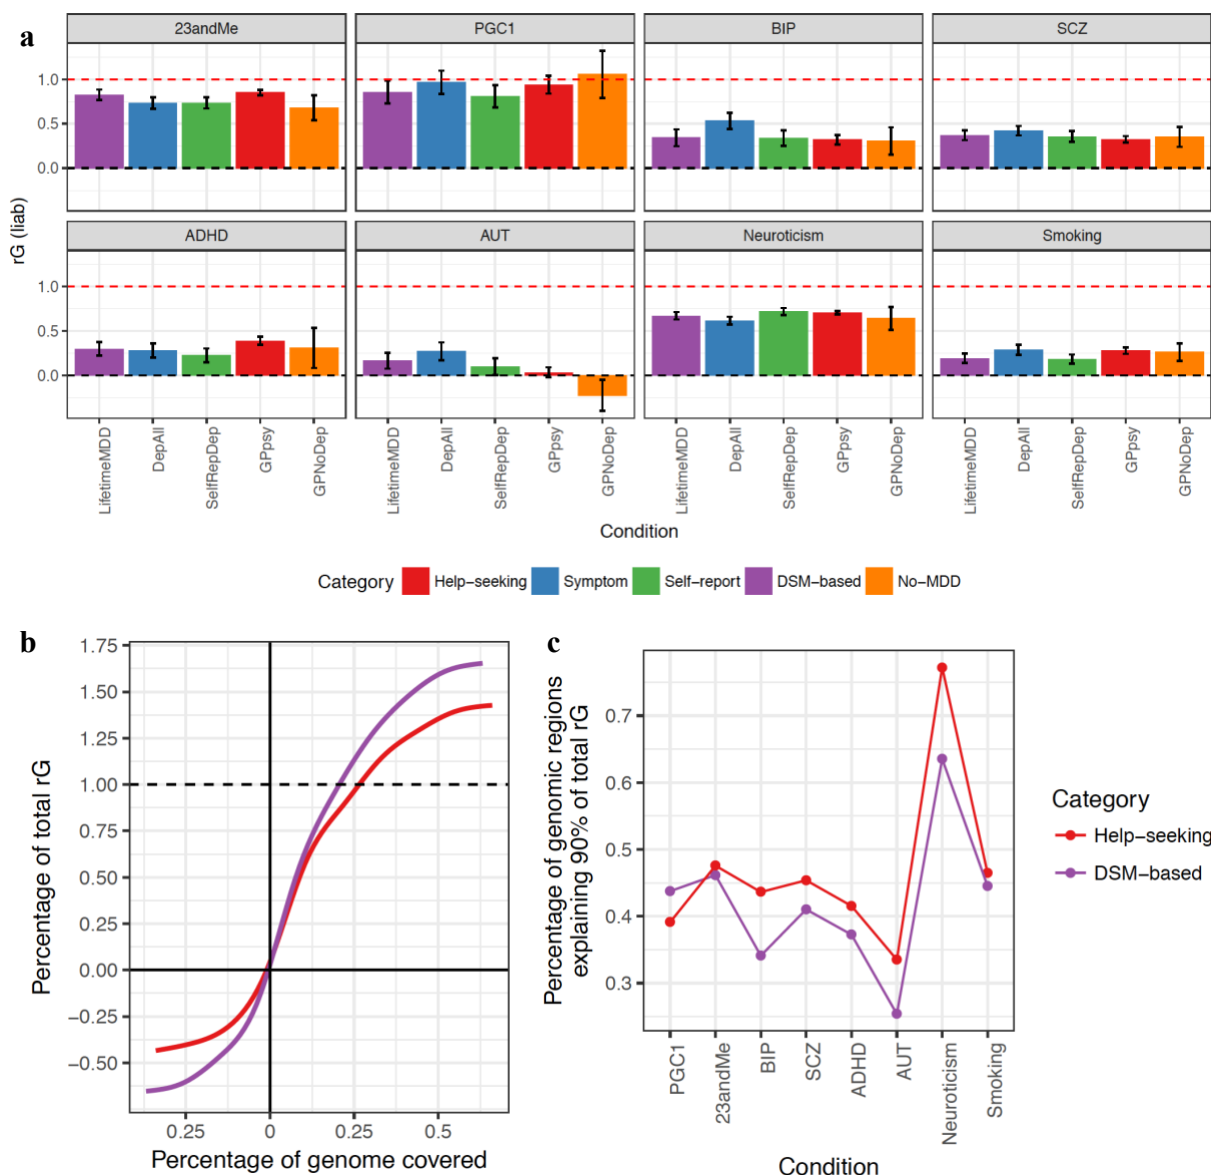 a
23andMe PGC1 BIP SCZ
1.0
0.5
0.0
ADHD AUT Neuroticism Smoking
1.0
0.5
0.0
rG (liab)
LifetimeMDD DepAll SelfRepDep GPpsy GPNoDep LifetimeMDD DepAll SelfRepDep GPpsy GPNoDep LifetimeMDD DepAll SelfRepDep GPpsy GPNoDep LifetimeMDD DepAll SelfRepDep GPpsy GPNoDep
Condition
Category Help-seeking Symptom Self-report DSM-based No-MDD
b
1.75
1.50
1.25
1.00
0.75
0.50
0.25
0.00
−0.25
−0.50
Percentage of total rG
0.25 0 0.25 0.5
Percentage of genome covered
c
0.7
0.6
0.5
0.4
0.3
Percentage of genomic regions
explaining 90% of total rG
PGC1 23andMe BIP SCZ ADHD AUT Neuroticism Smoking
Condition
Category
Help-seeking
DSM-based